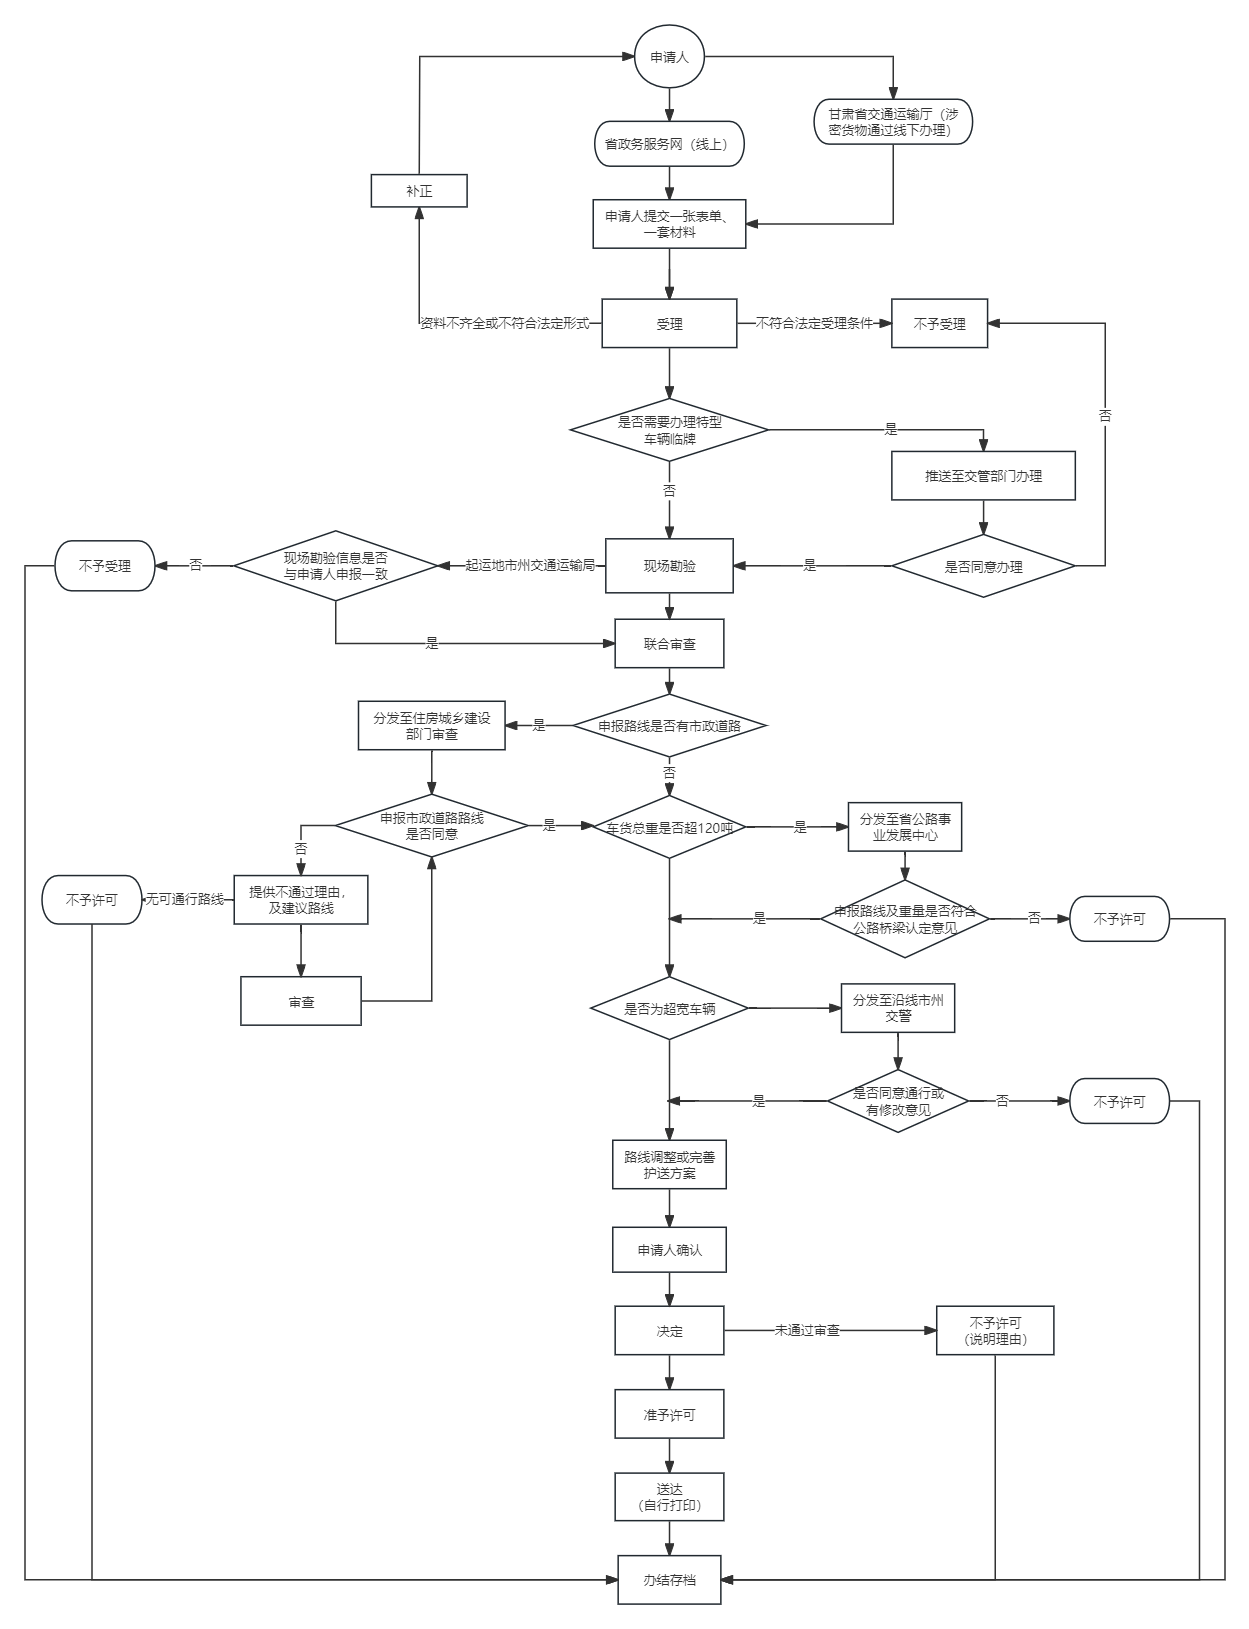 申请人
甘肃省交通运输厅（涉
密货物通过线下办理）
省政务服务网（线上）
补正
申请人提交一张表单、
一套材料
资料不齐全或不符合法定形式
受理
不符合法定受理条件
不予受理
否
是否需要办理特型
车辆临牌
是
推送至交管部门办理
否
不予受理
否
现场勘验信息是否
与申请人申报一致
起运地市州交通运输局
现场勘验
是
是否同意办理
是
联合审查
分发至住房城乡建设
部门审查
是
申报路线是否有市政道路
否
申报市政道路路线
是否同意
是
车货总重是否超120吨
是
分发至省公路事
业发展中心
否
不予许可
无可通行路线
提供不通过理由，
及建议路线
是
申报路线及重量是否符合
公路桥梁认定意见
否
不予许可
审查
是否为超宽车辆
分发至沿线市州
交警
是
是否同意通行或
有修改意见
否
不予许可
路线调整或完善
护送方案
申请人确认
决定
未通过审查
不予许可
（说明理由）
准予许可
送达
（自行打印）
办结存档